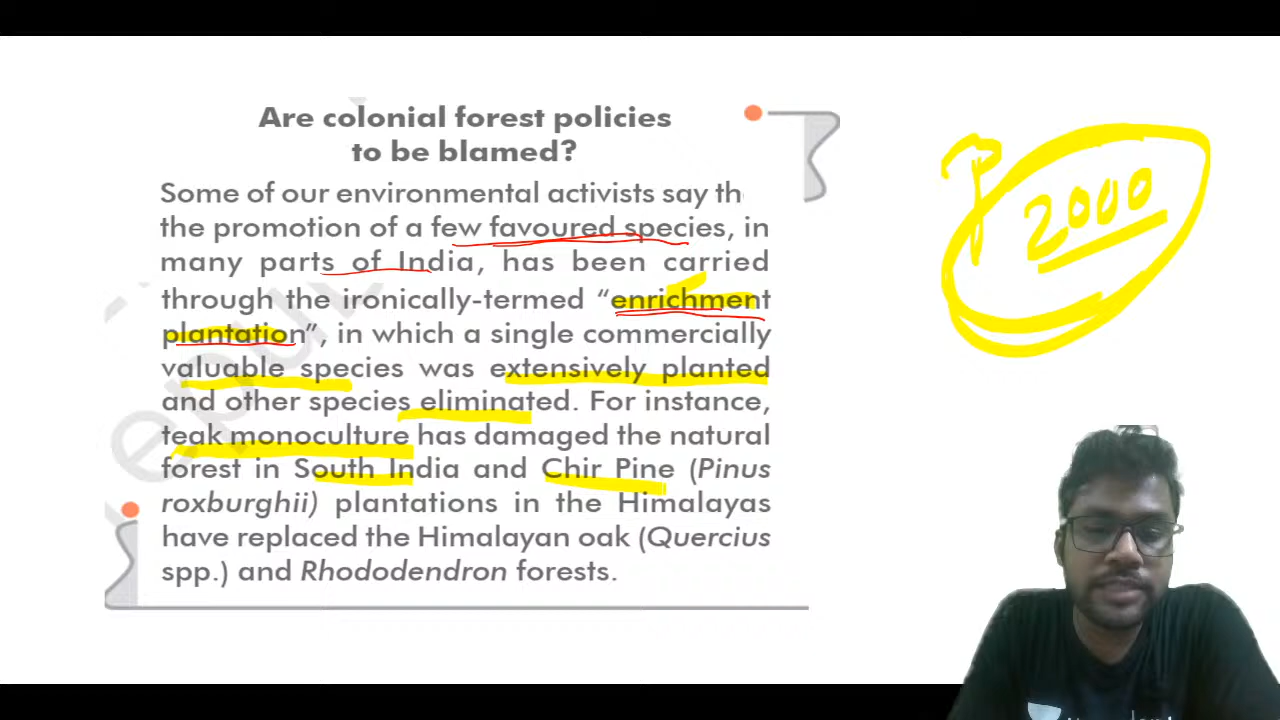 Are colonial forest policies
to be blamed?
Some of our environmental activists say th
the promotion of a few favoured species, in
many parts of India, has been carried
through the ironically-termed “enrichment
plantation”, in which a single commercially
valuable species was extensively planted
and other species eliminated. For instance,
teak monoculture has damaged the natural
forest in South India and Chir Pine (Pinus
roxburghii) plantations in the Himalayas
have replaced the Himalayan oak (Quercius
spp.) and Rhododendron forests.
2000